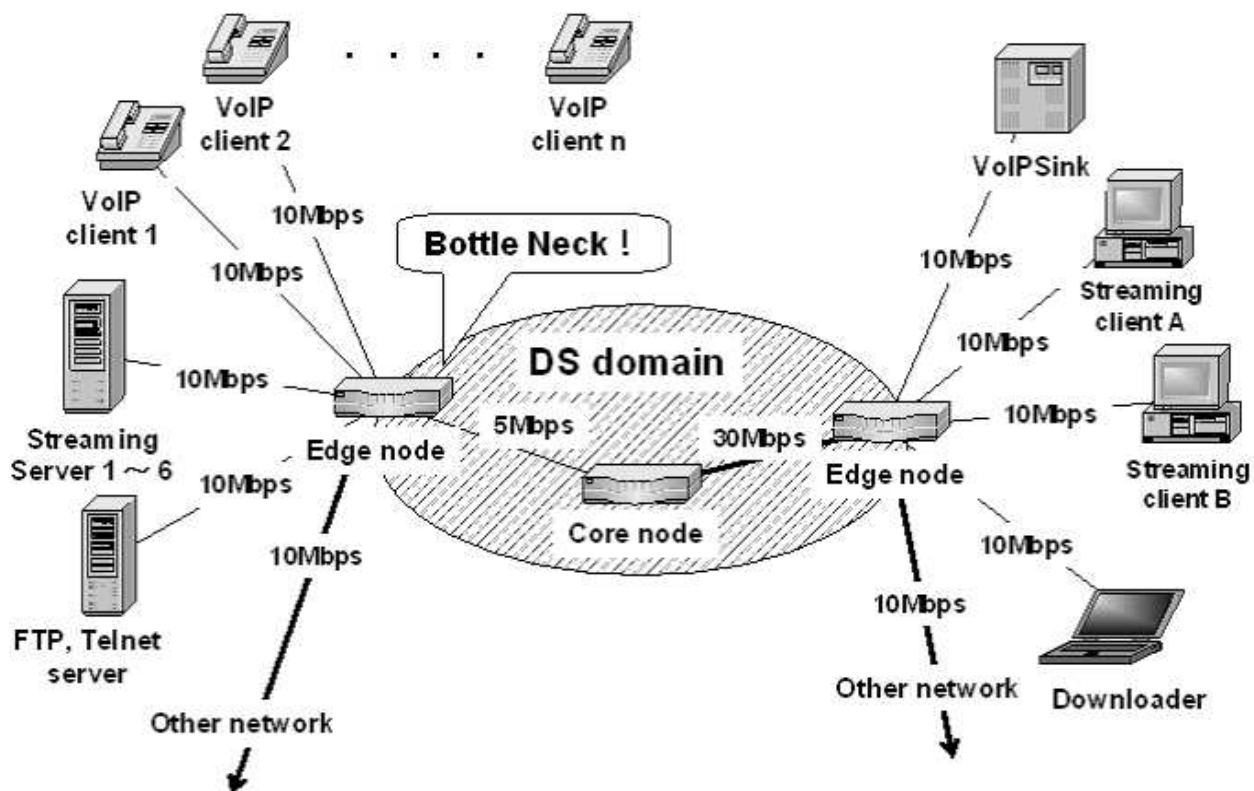 VoIP
client 2
. . . .
VoIP
client n
VoIP
client 1
10Mbps
10Mbps
Bottle Neck !
VoIPSink
10Mbps
Streaming
client A
10Mbps
Streaming
Server 1 ～ 6
10Mbps
Edge node
DS domain
5Mbps
30Mbps
Core node
Edge node
10Mbps
Streaming
client B
10Mbps
FTP, Telnet
server
10Mbps
Other network
10Mbps
10Mbps
Other network
Downloader